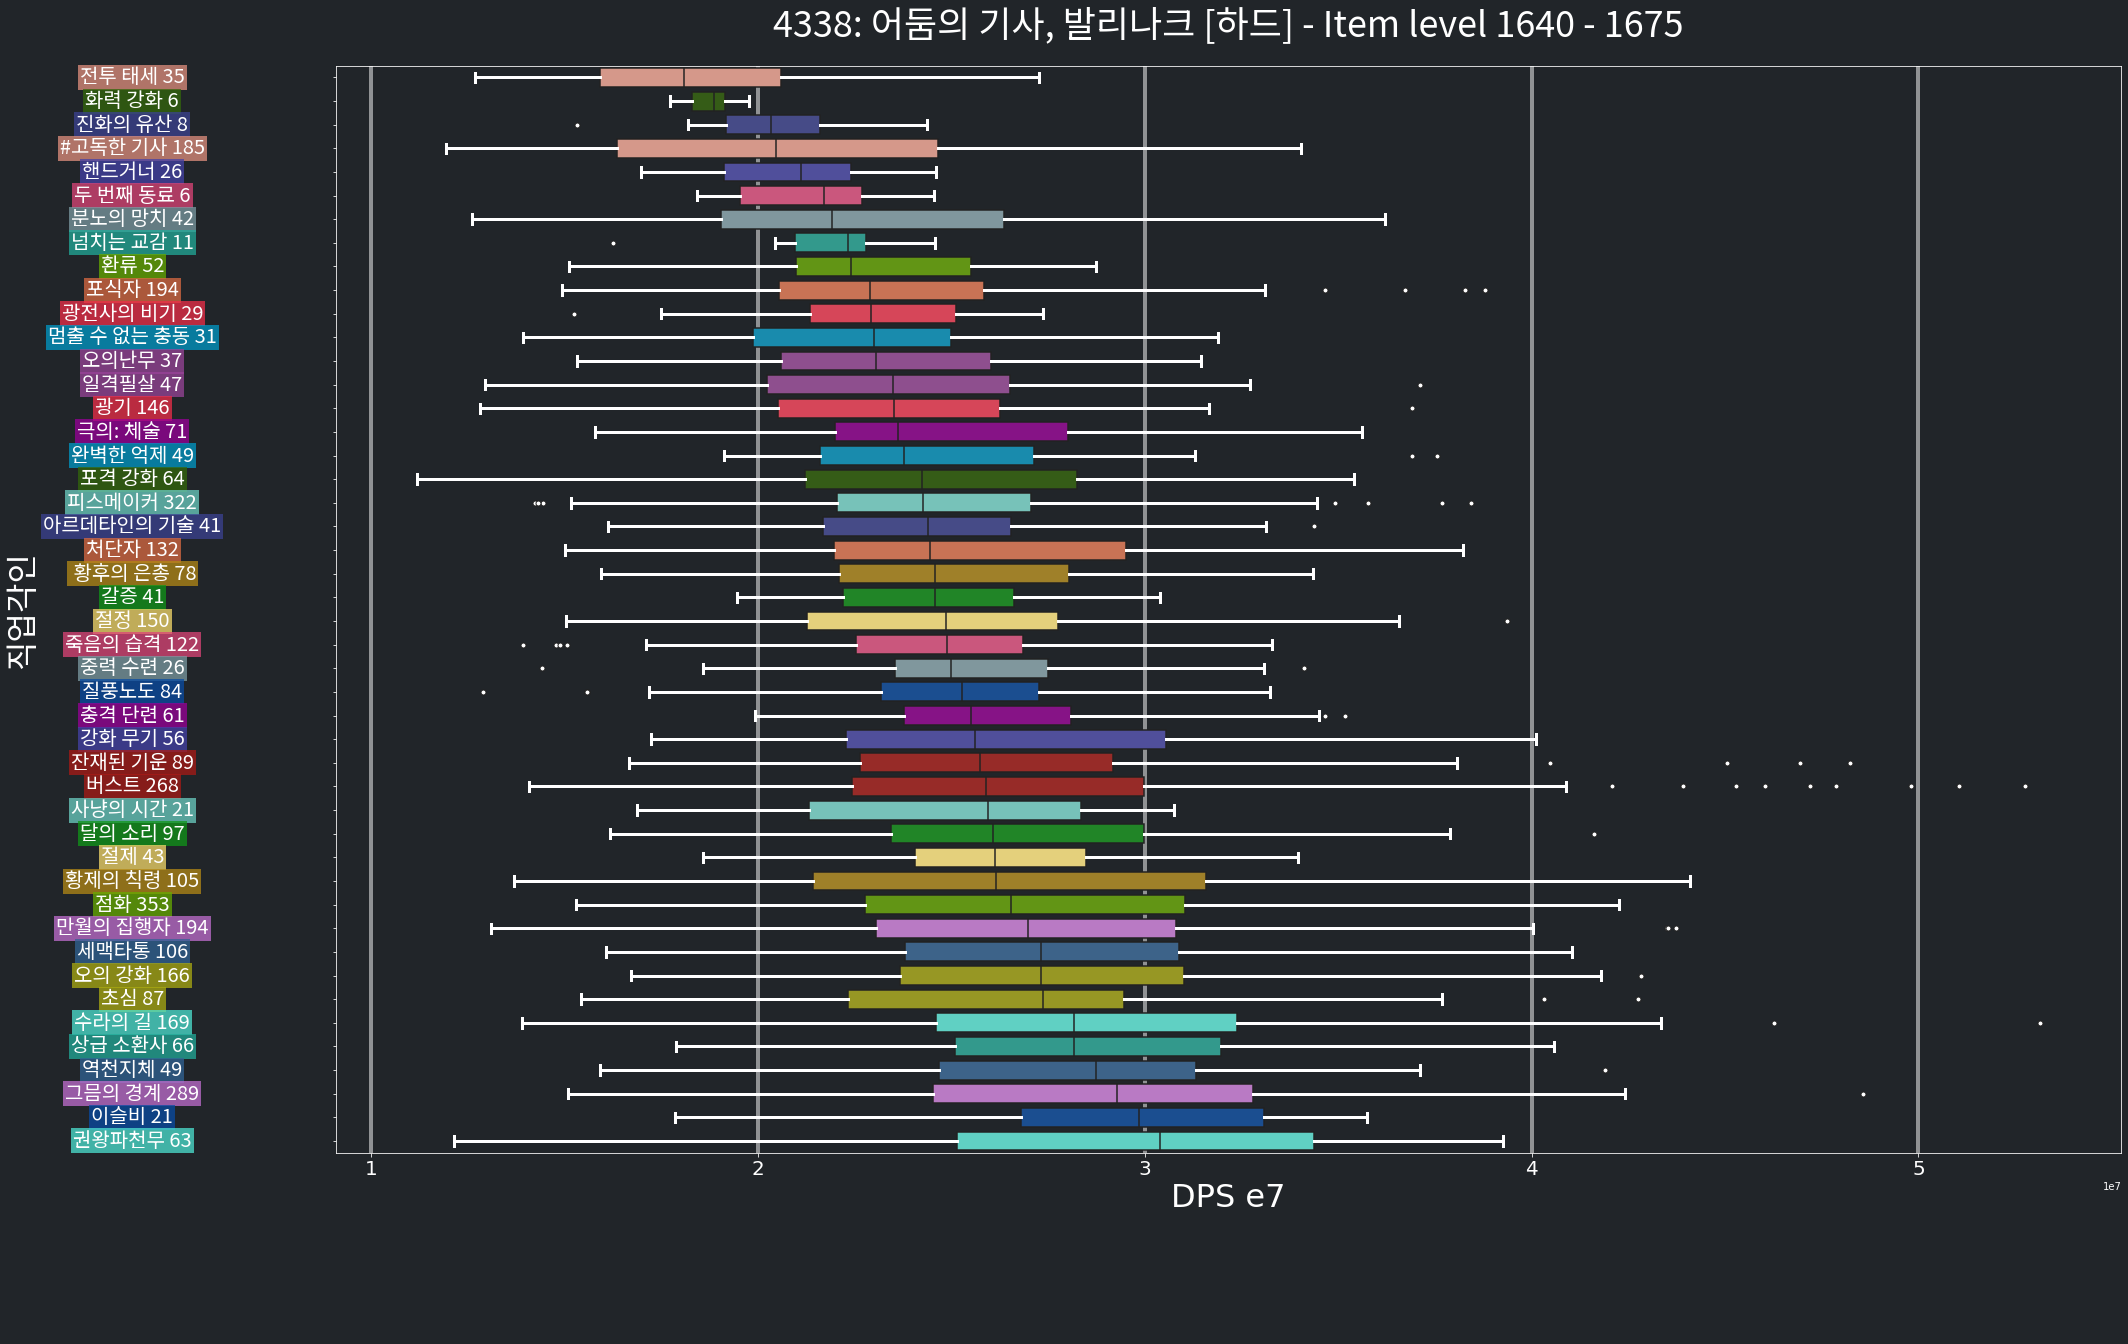 4338: 어둠의 기사, 발리나크 [하드] - Item level 1640 - 1675
직업각인
전투 태세 35
화력 강화 6
진화의 유산 8
#고독한 기사 185
핸드거너 26
두 번째 동료 6
분노의 망치 42
넘치는 교감 11
환류 52
포식자 194
광전사의 비기 29
멈출 수 없는 충동 31
오의난무 37
일격필살 47
광기 146
극의: 체술 71
완벽한 억제 49
포격 강화 64
피스메이커 322
아르데타인의 기술 41
처단자 132
황후의 은총 78
갈증 41
절정 150
죽음의 습격 122
중력 수련 26
질풍노도 84
충격 단련 61
강화 무기 56
잔재된 기운 89
버스트 268
사냥의 시간 21
달의 소리 97
절제 43
황제의 칙령 105
점화 353
만월의 집행자 194
세맥타통 106
오의 강화 166
초심 87
수라의 길 169
상급 소환사 66
역천지체 49
그믐의 경계 289
이슬비 21
권왕파천무 63
1 2 3 4 5
DPS e7
1e7